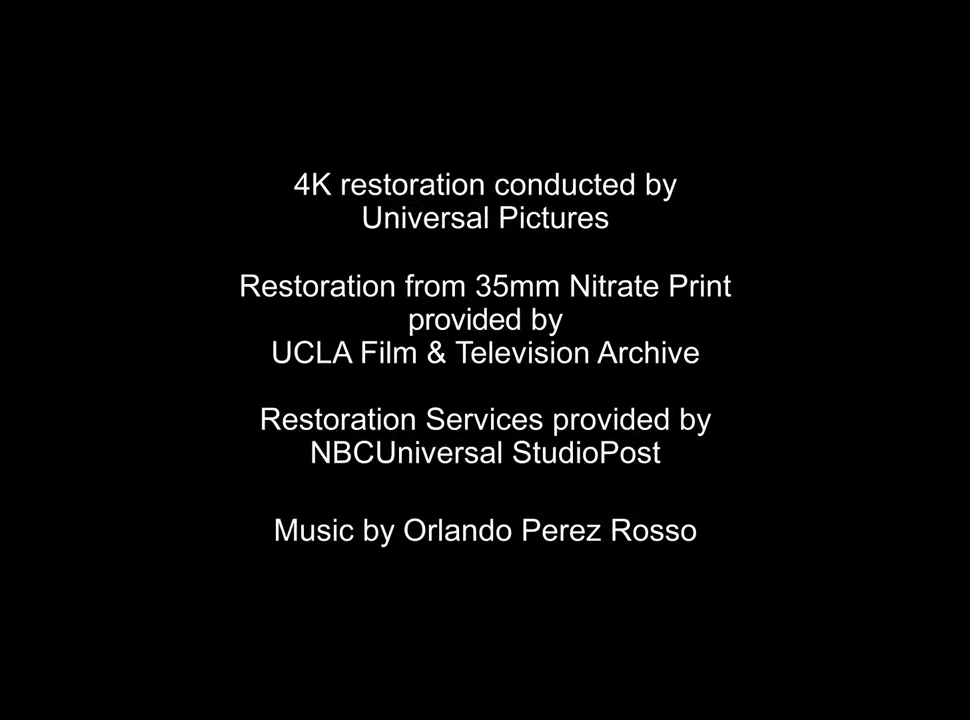 4K restoration conducted by
Universal Pictures
Restoration from 35mm Nitrate Print
provided by
UCLA Film & Television Archive
Restoration Services provided by
NBCUniversal StudioPost
Music by Orlando Perez Rosso